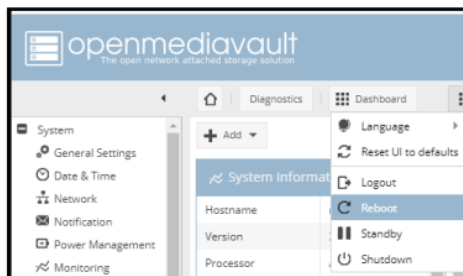 openmediavault
The open network attached storage solution
Diagnostics
Dashboard
System
General Settings
Date & Time
Network
Notification
Power Management
Monitoring
Add
System Informat
Hostname
Version
Processor
Language
Reset UI to defaults
Logout
Reboot
Standby
Shutdown